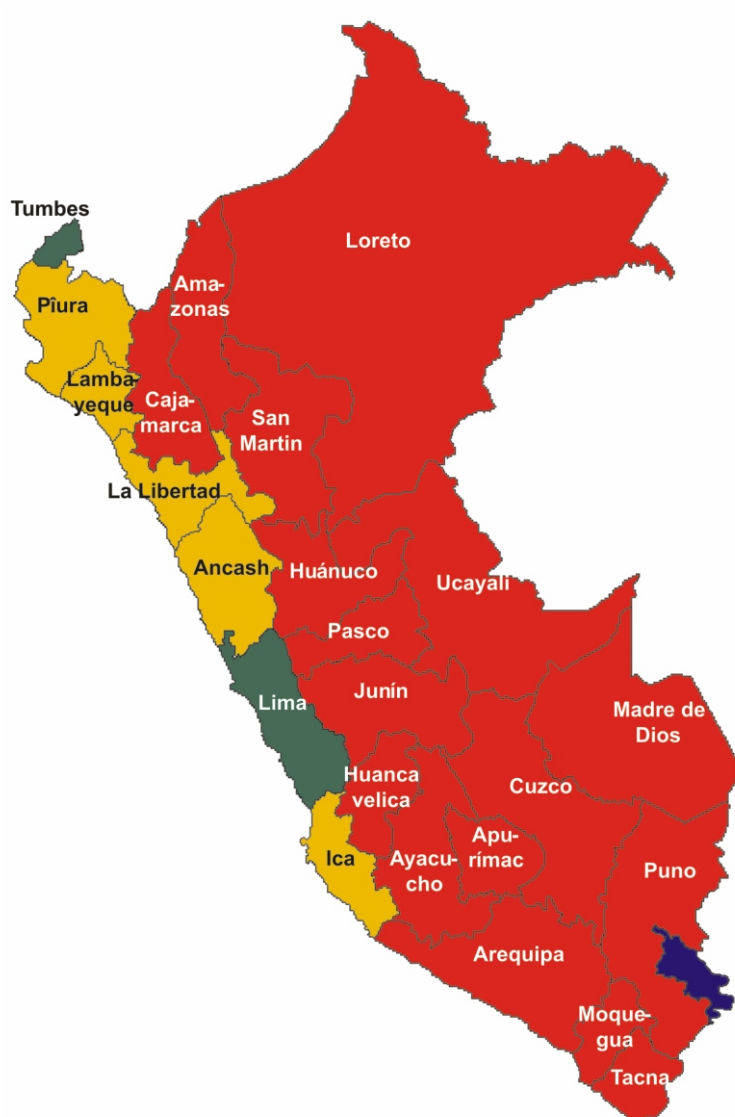 Tumbes
Loreto
Ama-
zonas
Pîura
Lamba-
yeque
Caja-
marca
San
Martin
La Libertad
Ancash
Huánuco
Ucayali
Pasco
Lima
Junín
Madre de
Dios
Huanca
velica
Cuzco
Ica
Ayacu-
cho
Apu-
rímac
Puno
Arequipa
Moque-
gua
Tacna